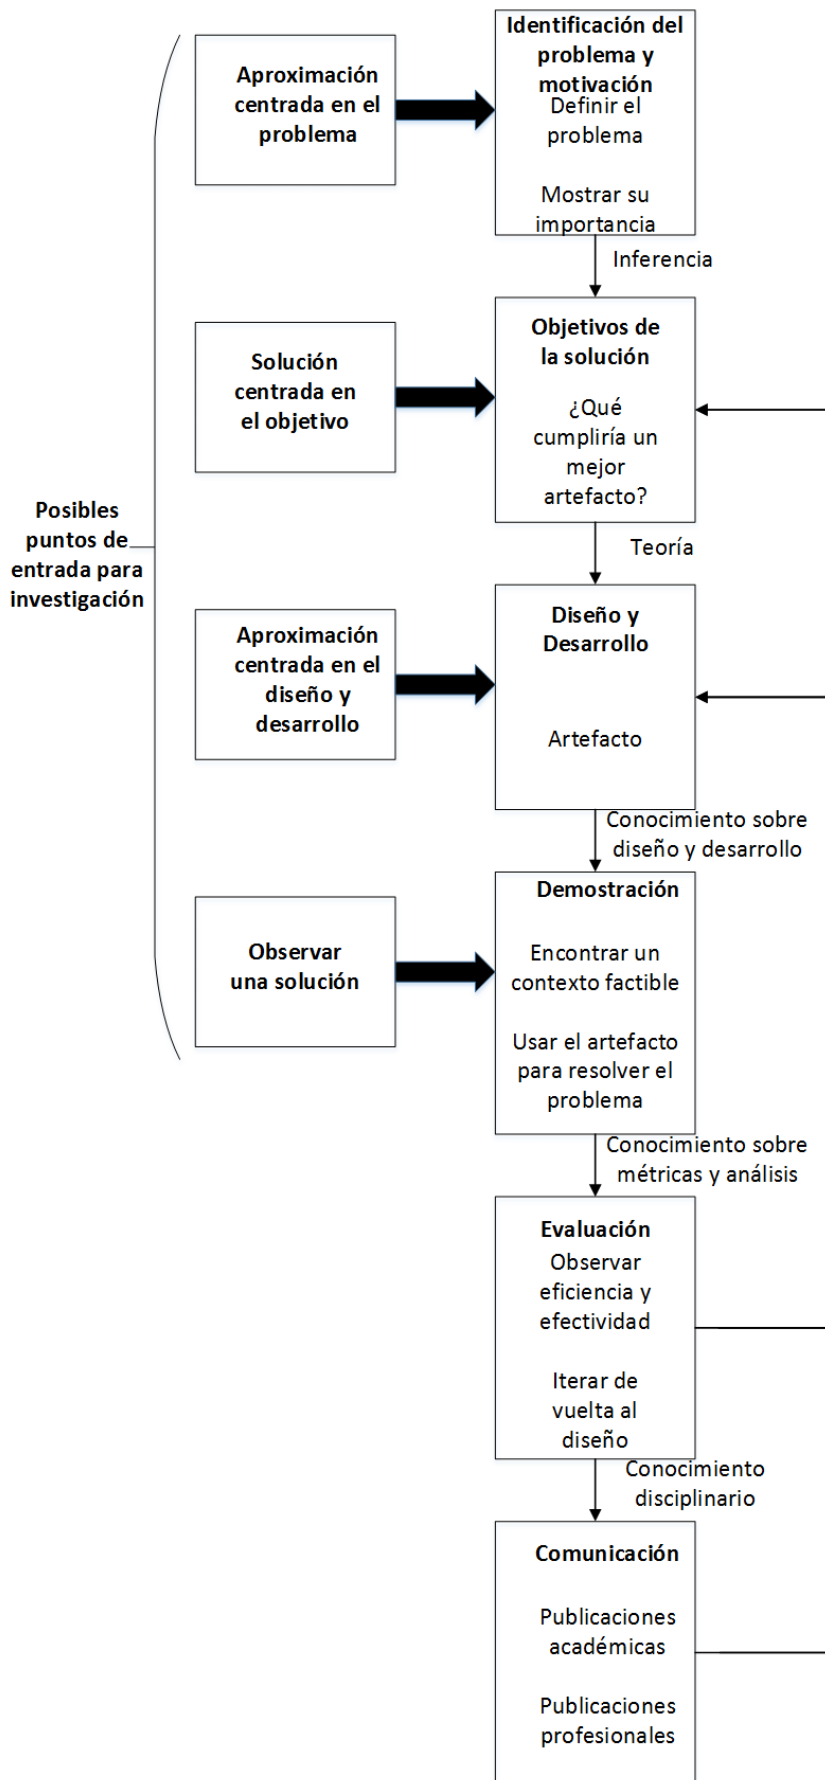 Identificación del
problema y
motivación
Definir el
problema
Mostrar su
importancia
Aproximación
centrada en el
problema
Inferencia
Objetivos de
la solución
¿Qué
cumpliría un
mejor
artefacto?
Solución
centrada en
el objetivo
Teoría
Posibles
puntos de
entrada para
investigación
Diseño y
Desarrollo
Artefacto
Aproximación
centrada en el
diseño y
desarrollo
Conocimiento sobre
diseño y desarrollo
Demostración
Encontrar un
contexto factible
Usar el artefacto
para resolver el
problema
Observar
una solución
Conocimiento sobre
métricas y análisis
Evaluación
Observar
eficiencia y
efectividad
Iterar de
vuelta al
diseño
Conocimiento
disciplinario
Comunicación
Publicaciones
académicas
Publicaciones
profesionales